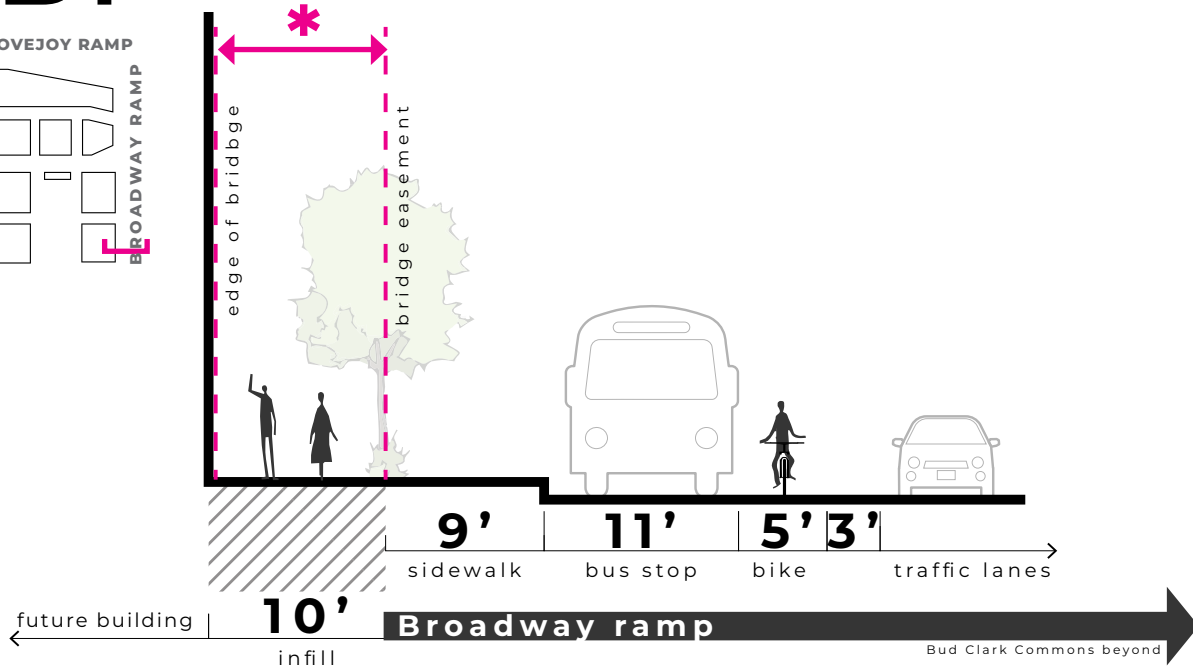 OVEJOY RAMP
BROADWAY RAMP
*
edge of bridbge
bridge easement
9’
11’
5’
3’
sidewalk
bus stop
bike
traffic lanes
future building
10’
infill
Broadway ramp
Bud Clark Commons beyond